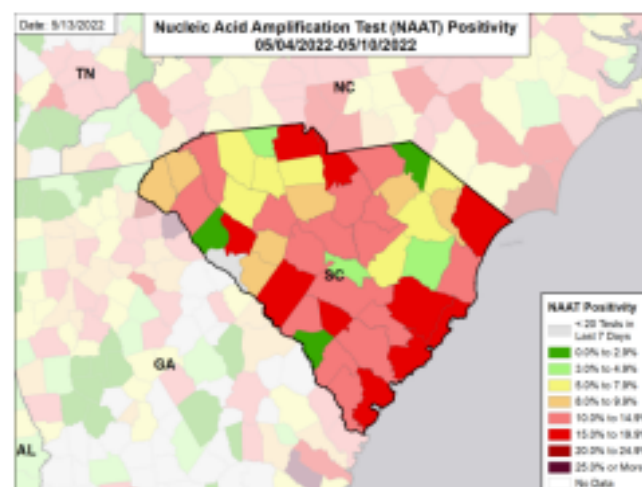 Date: 5/13/2022
Nucleic Acid Amplification Test (NAAT) Positivity
05/04/2022-05/10/2022
TN
NC
SC
GA
AL
NAAT Positivity
< 20 Tests in
Last 7 Days
0.0% to 2.9%
3.0% to 4.9%
5.0% to 7.9%
8.0% to 9.9%
10.0% to 14.9%
15.0% to 19.9%
20.0% to 24.9%
25.0% or More
No Data